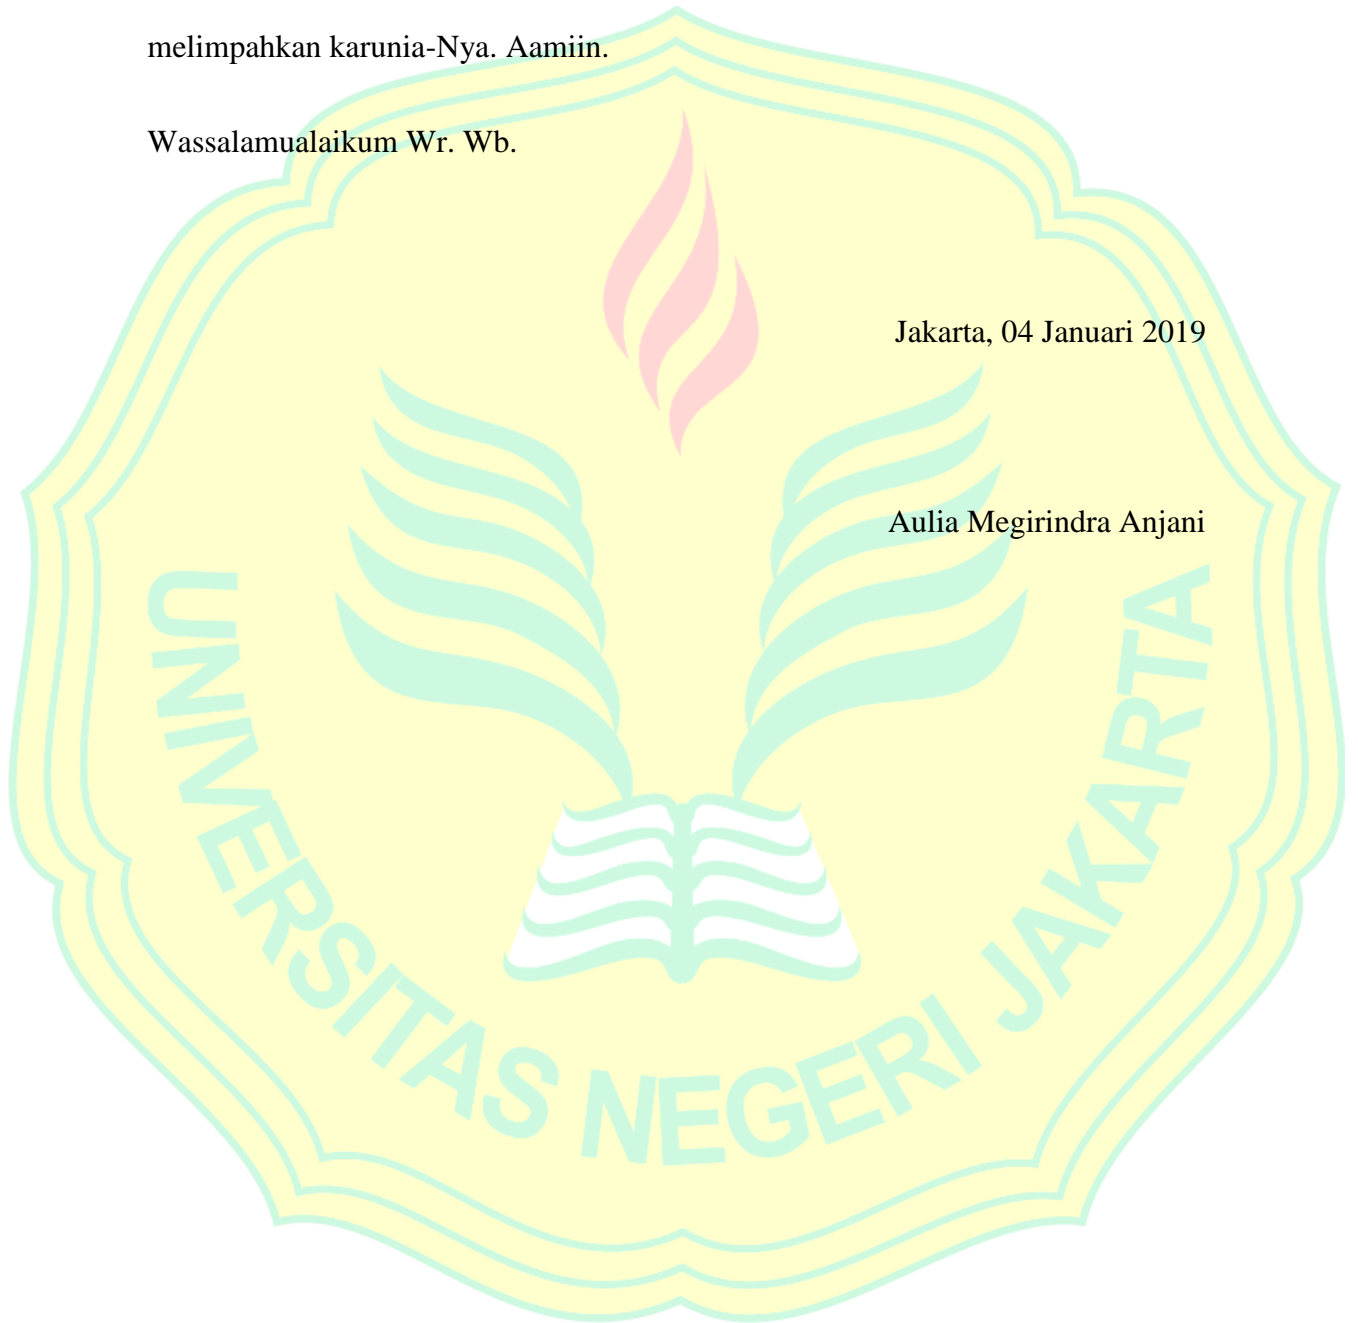 melimpahkan karunia-Nya. Aamiin.
Wassalamualaikum Wr. Wb.
Jakarta, 04 Januari 2019
Aulia Megirindra Anjani
UNIVERSITAS NEGERI JAKARTA